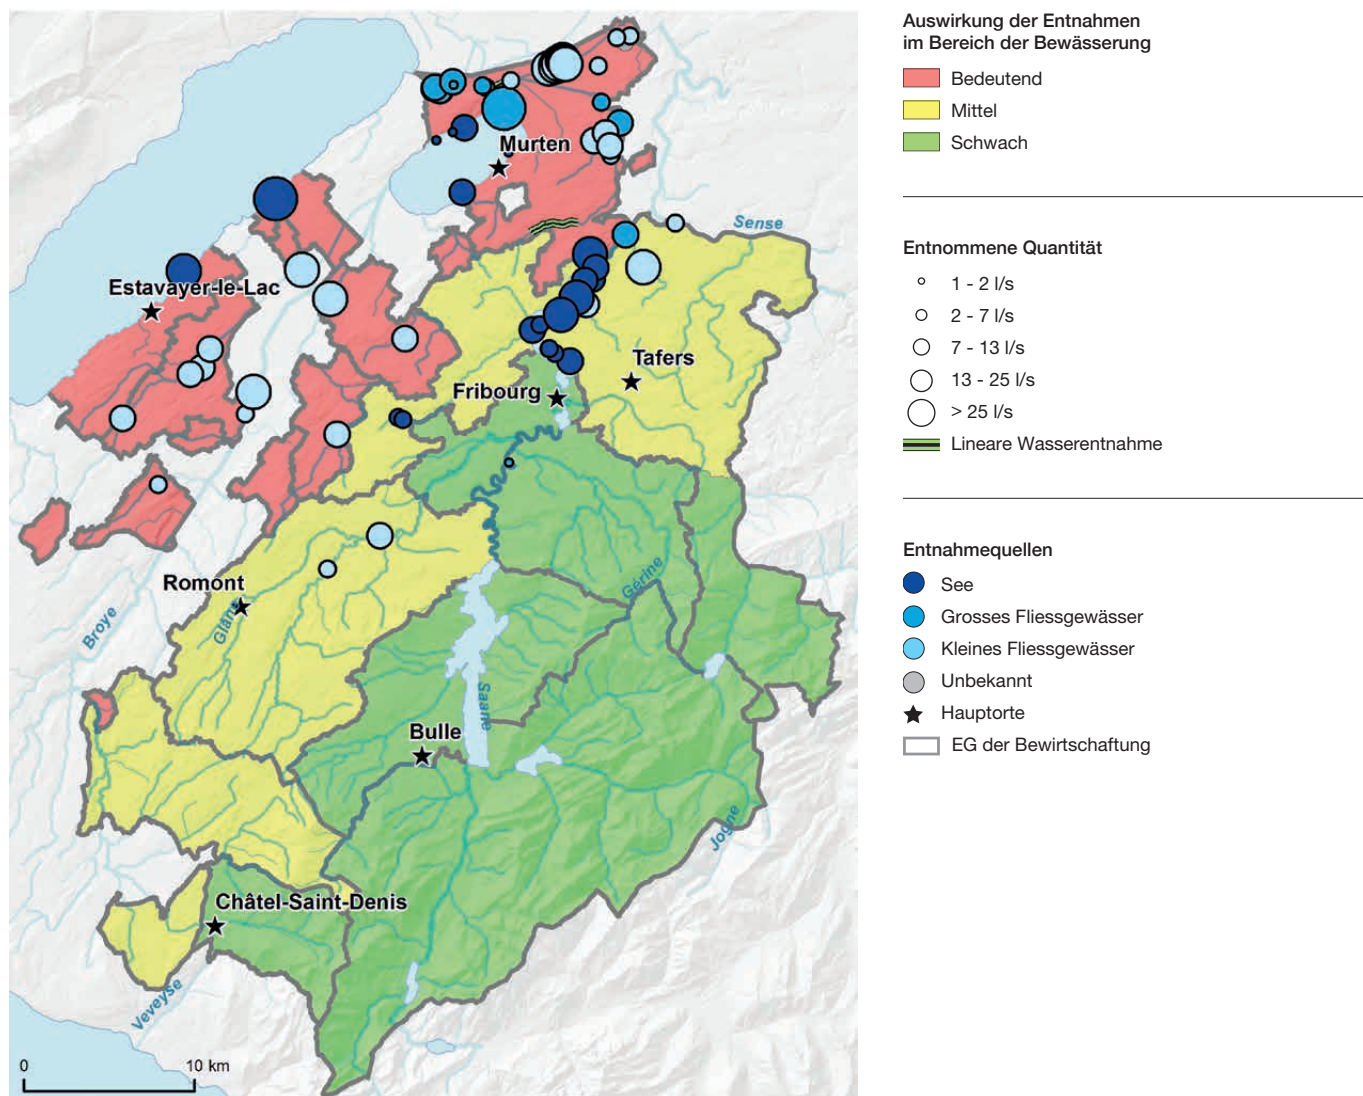 Murten
Sense
Estavayer-le-Lac
Tafers
Fribourg
Gérine
Romont
Broye
Glâne
Saane
Bulle
Jogne
Châtel-Saint-Denis
Veveyse
0
10 km
Auswirkung der Entnahmen
im Bereich der Bewässerung
Bedeutend
Mittel
Schwach
Entnommene Quantität
1 - 2 l/s
2 - 7 l/s
7 - 13 l/s
13 - 25 l/s
> 25 l/s
Lineare Wasserentnahme
Entnahmequellen
See
Grosses Fliessgewässer
Kleines Fliessgewässer
Unbekannt
Hauptorte
EG der Bewirtschaftung